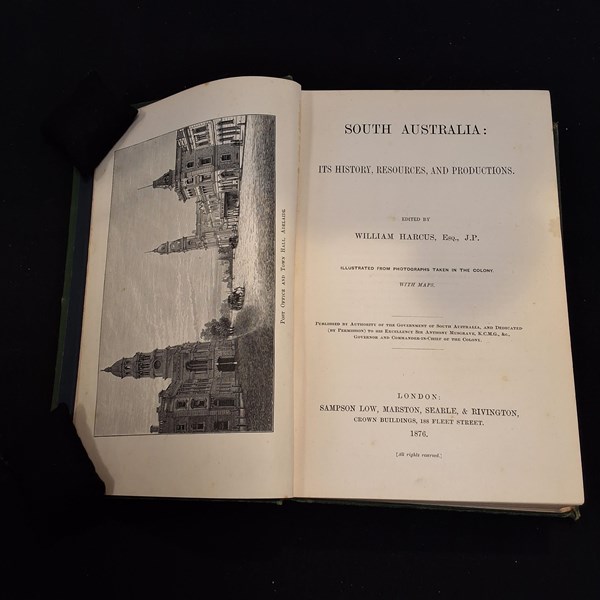 Post Office and Town Hall, Adelaide
SOUTH AUSTRALIA:
ITS HISTORY, RESOURCES, AND PRODUCTIONS.
EDITED BY
WILLIAM HARCUS, Esq., J.P.
ILLUSTRATED FROM PHOTOGRAPHS TAKEN IN THE COLONY.
WITH MAPS.
Published by Authority of the Government of South Australia, and Dedicated
(by Permission) to his Excellency Sir Anthony Musgrave, K.C.M.G., &c.,
Governor and Commander-in-Chief of the Colony.
LONDON:
SAMPSON LOW, MARSTON, SEARLE, & RIVINGTON,
CROWN BUILDINGS, 188 FLEET STREET.
1876.
[All rights reserved.]